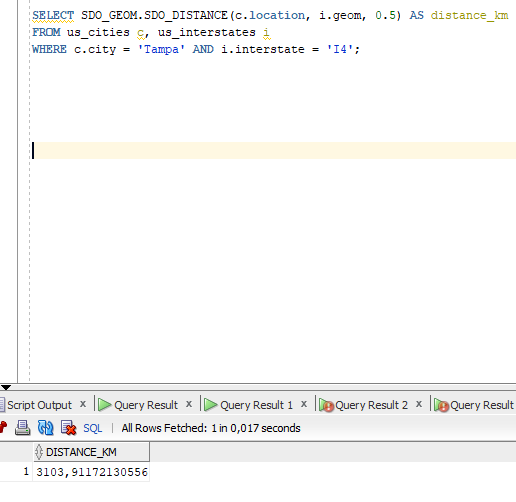 SELECT SDO_GEOM.SDO_DISTANCE(c.location, i.geom, 0.5) AS distance_km
FROM us_cities c, us_interstates i
WHERE c.city = 'Tampa' AND i.interstate = 'I4';
Script Output x Query Result x Query Result 1 x Query Result 2 x Query Result
SQL All Rows Fetched: 1 in 0,017 seconds
DISTANCE_KM
1 3103,91172130556